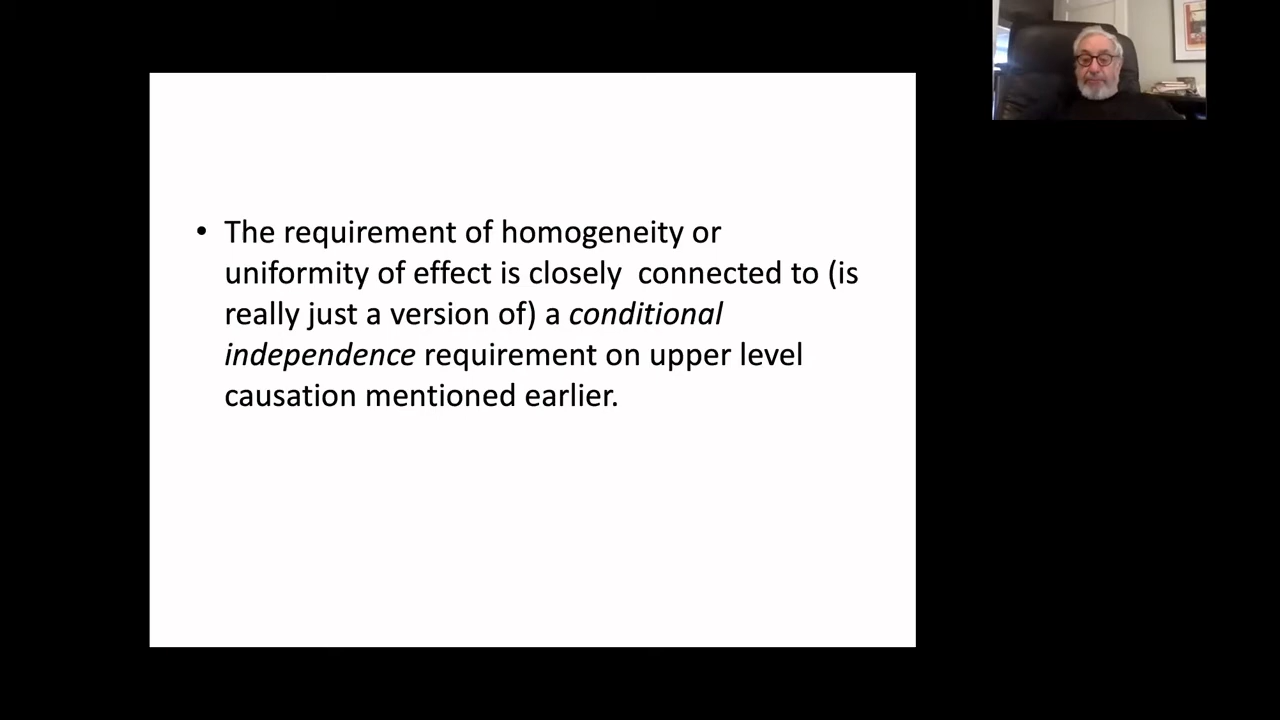 • The requirement of homogeneity or
uniformity of effect is closely  connected to (is
really just a version of) a conditional
independence requirement on upper level
causation mentioned earlier.